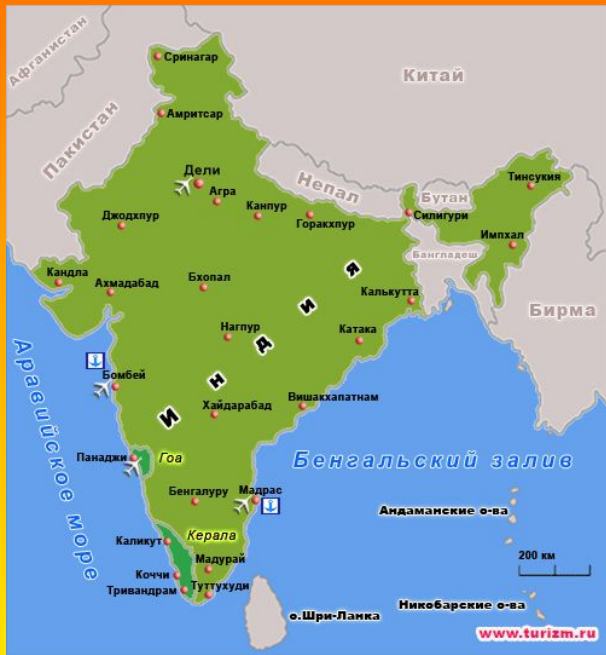 Афганистан
Сринагар
Китай
Амритсар
Пакистан
Дели
Непал
Агра
Канпур
Горакхпур
Джодхпур
Бутан
Тинсукия
Силигури
Импхал
Бангладеш
Кандла
Ахмадабад
Бхопал
Калькутта
Бирма
Нагпур
Катака
Индия
Бомбей
Хайдарабад
Вишакхапатнам
Аравийское море
Панаджи
Гоа
Бенгальский залив
Бенгалуру
Мадрас
Андаманские о-ва
Каликут
Керала
Мадурай
200 км
Коччи
Тривандрам
Туттухуди
о.Шри-Ланка
Никобарские о-ва
www.turizm.ru